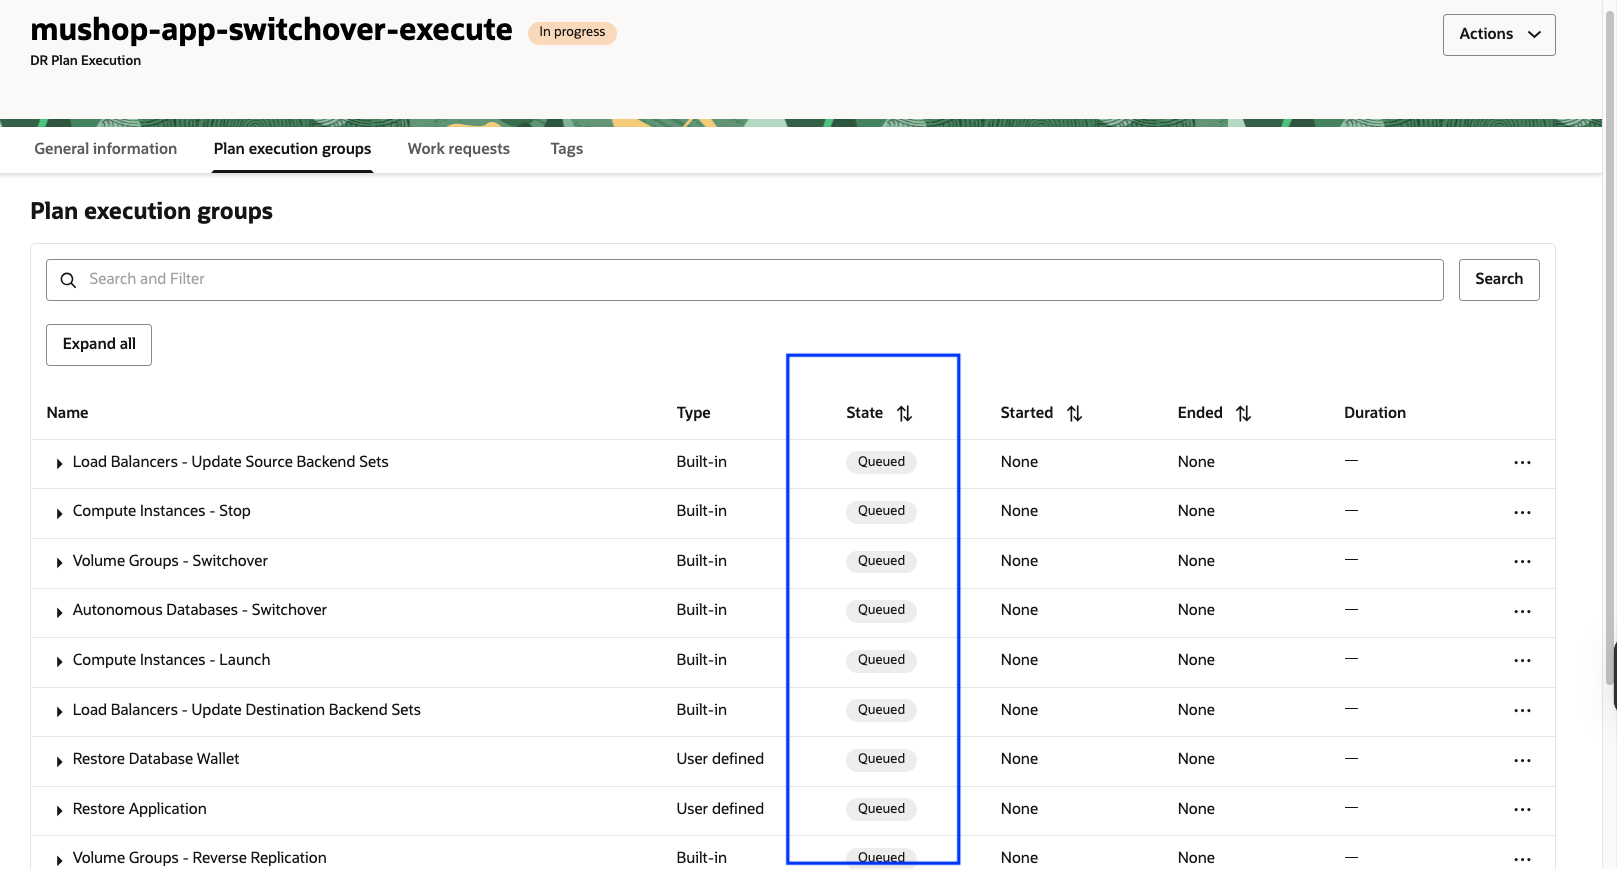 mushop-app-switchover-execute In progress
Actions
DR Plan Execution
General information Plan execution groups Work requests Tags
Plan execution groups
Search and Filter
Search
Expand all
Name Type State Started Ended Duration
Load Balancers - Update Source Backend Sets Built-in Queued None None —
Compute Instances - Stop Built-in Queued None None —
Volume Groups - Switchover Built-in Queued None None —
Autonomous Databases - Switchover Built-in Queued None None —
Compute Instances - Launch Built-in Queued None None —
Load Balancers - Update Destination Backend Sets Built-in Queued None None —
Restore Database Wallet User defined Queued None None —
Restore Application User defined Queued None None —
Volume Groups - Reverse Replication Built-in Queued None None —